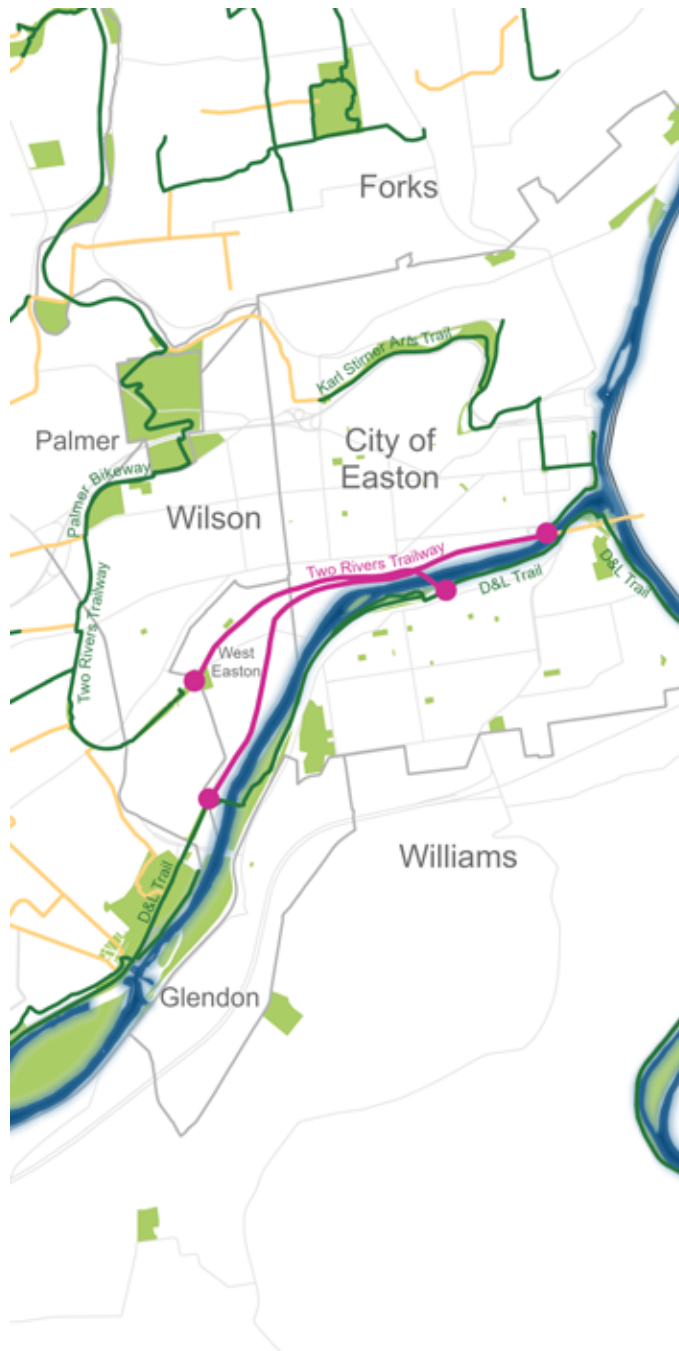 Forks
Karl Stirner Arts Trail
Palmer
City of
Easton
Palmer Bikeway
Wilson
Two Rivers Trailway
D&L Trail
D&L Trail
Two Rivers Trailway
West
Easton
Williams
D&L Trail
Glendon